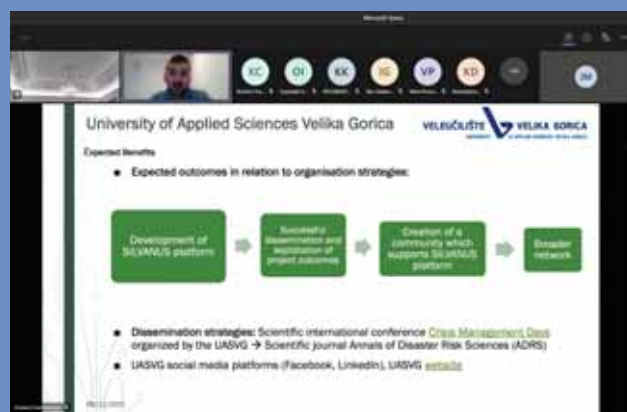 Microsoft Teams
KC OI KK IG VP KD JM
University of Applied Sciences Velika Gorica
VELEUČILIŠTE VELIKA GORICA
Expected Benefits
Expected outcomes in relation to organisation strategies:
Development of SILVANUS platform
Successful dissemination and exploitation of project outcomes
Creation of a community which supports SILVANUS platform
Broader network
Dissemination strategies: Scientific international conference Crisis Management Days
organized by the UASVG → Scientific journal Annals of Disaster Risk Sciences (ADRS)
UASVG social media platforms (Facebook, LinkedIn), UASVG website